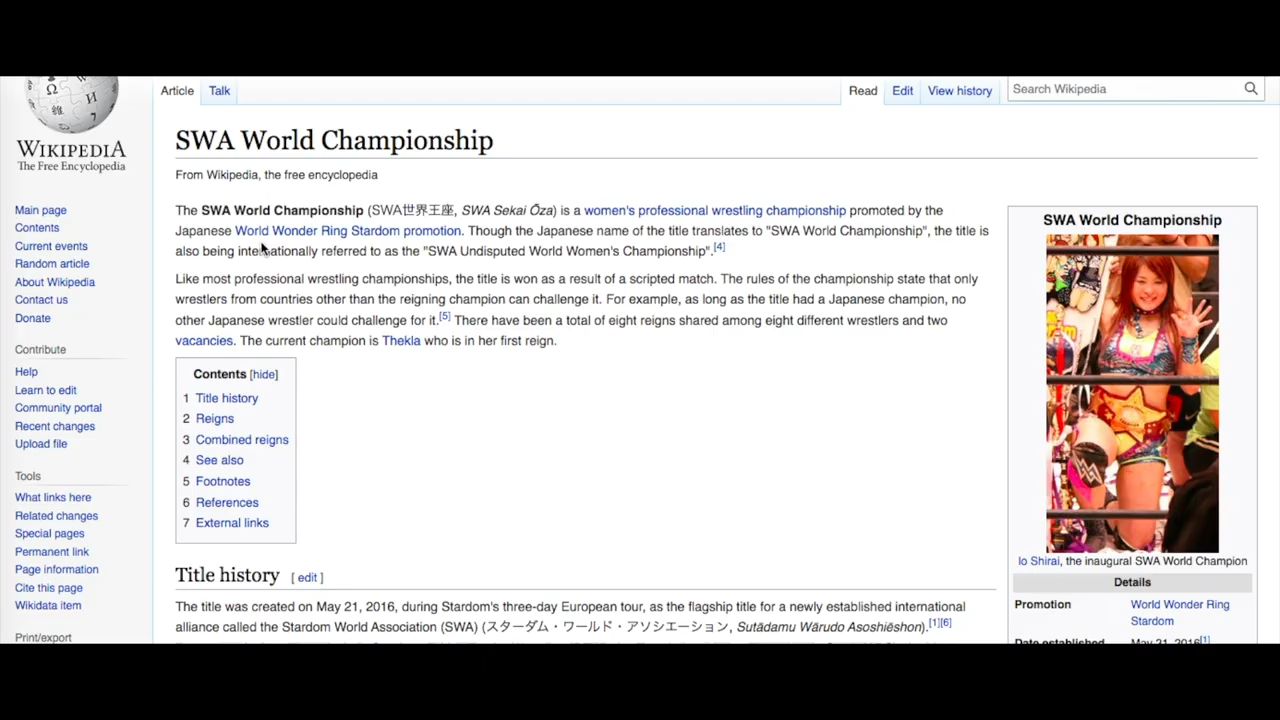 Article
Talk
Read
Edit
View history
Search Wikipedia
WIKIPEDIA
The Free Encyclopedia
Main page
Contents
Current events
Random article
About Wikipedia
Contact us
Donate
Contribute
Help
Learn to edit
Community portal
Recent changes
Upload file
Tools
What links here
Related changes
Special pages
Permanent link
Page information
Cite this page
Wikidata item
Print/export
SWA World Championship
From Wikipedia, the free encyclopedia
The SWA World Championship (SWA世界王座, SWA Sekai Ōza) is a women's professional wrestling championship promoted by the
Japanese World Wonder Ring Stardom promotion. Though the Japanese name of the title translates to "SWA World Championship", the title is
also being internationally referred to as the "SWA Undisputed World Women's Championship".[4]
Like most professional wrestling championships, the title is won as a result of a scripted match. The rules of the championship state that only
wrestlers from countries other than the reigning champion can challenge it. For example, as long as the title had a Japanese champion, no
other Japanese wrestler could challenge for it.[5] There have been a total of eight reigns shared among eight different wrestlers and two
vacancies. The current champion is Thekla who is in her first reign.
Contents [hide]
1 Title history
2 Reigns
3 Combined reigns
4 See also
5 Footnotes
6 References
7 External links
Title history [ edit ]
The title was created on May 21, 2016, during Stardom's three-day European tour, as the flagship title for a newly established international
alliance called the Stardom World Association (SWA) (スターダム・ワールド・アソシエーション, Sutādamu Wārudo Asoshiēshon).[1][6]
SWA World Championship
Io Shirai, the inaugural SWA World Champion
Details
Promotion World Wonder Ring
Stardom
Date established May 21, 2016[1]